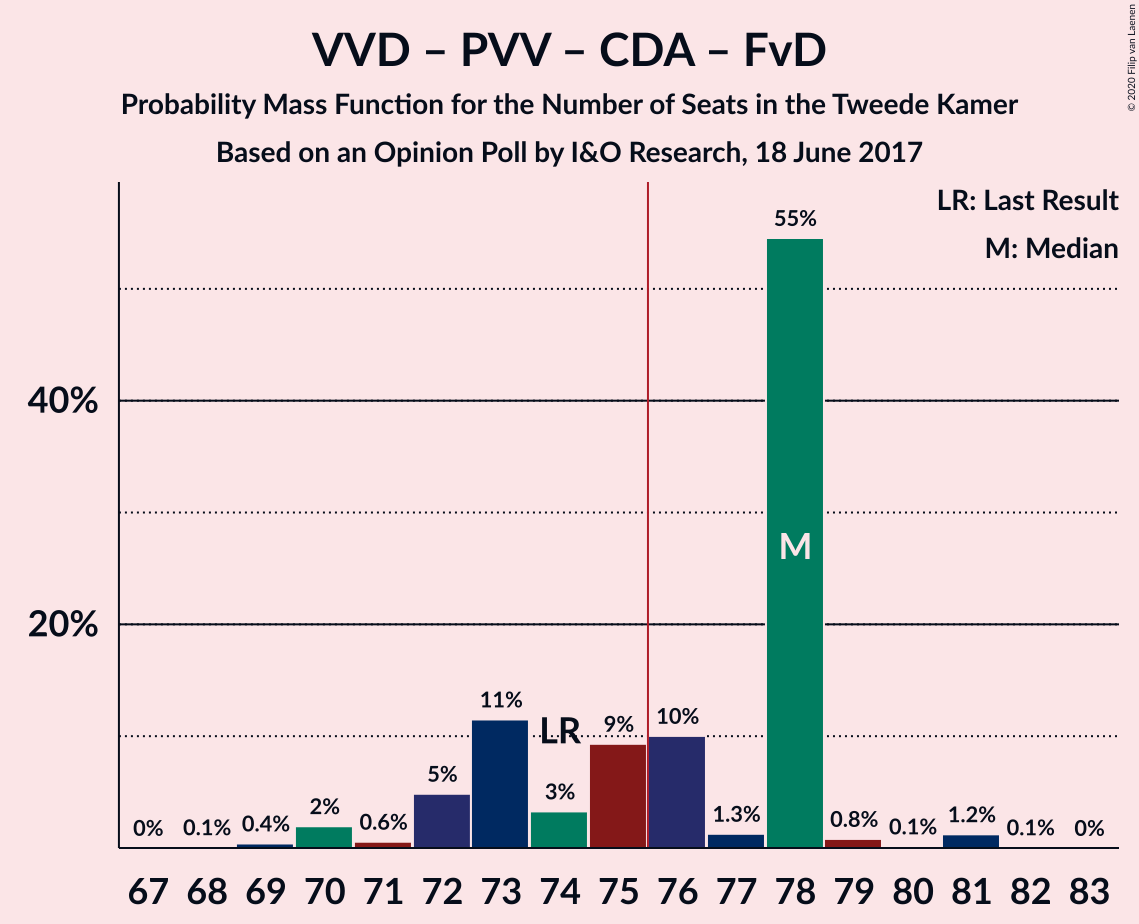 VVD – PVV – CDA – FvD
Probability Mass Function for the Number of Seats in the Tweede Kamer
Based on an Opinion Poll by I&O Research, 18 June 2017
© 2020 Filip van Laenen
LR: Last Result
M: Median
55%
40%
M
20%
11%
LR
9%
10%
5%
3%
2%
0%
0.1%
0.4%
0.6%
1.3%
0.8%
0.1%
1.2%
0.1%
0%
67 68 69 70 71 72 73 74 75 76 77 78 79 80 81 82 83